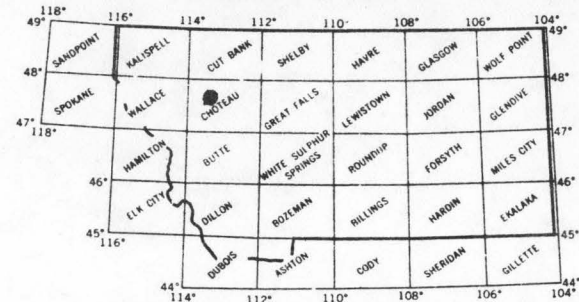 118° 116° 114° 112° 110° 108° 106° 104°
49° SANDPOINT KALISPELL CUT BANK SHELBY HAVRE GLASGOW WOLF POINT 49°
48° SPOKANE WALLACE CHOTEAU GREAT FALLS LEWISTOWN JORDAN GLENDIVE 48°
47° 118° HAMILTON BUTTE WHITE SULPHUR SPRINGS ROUNDUP FORSYTH MILES CITY 47°
46° ELK CITY DILLON BOZEMAN BILLINGS HARDIN EKALAKA 46°
45° 116° DUBOIS ASHTON CODY SHERIDAN GILLETTE 45°
44° 114° 112° 110° 108° 106° 104° 44°